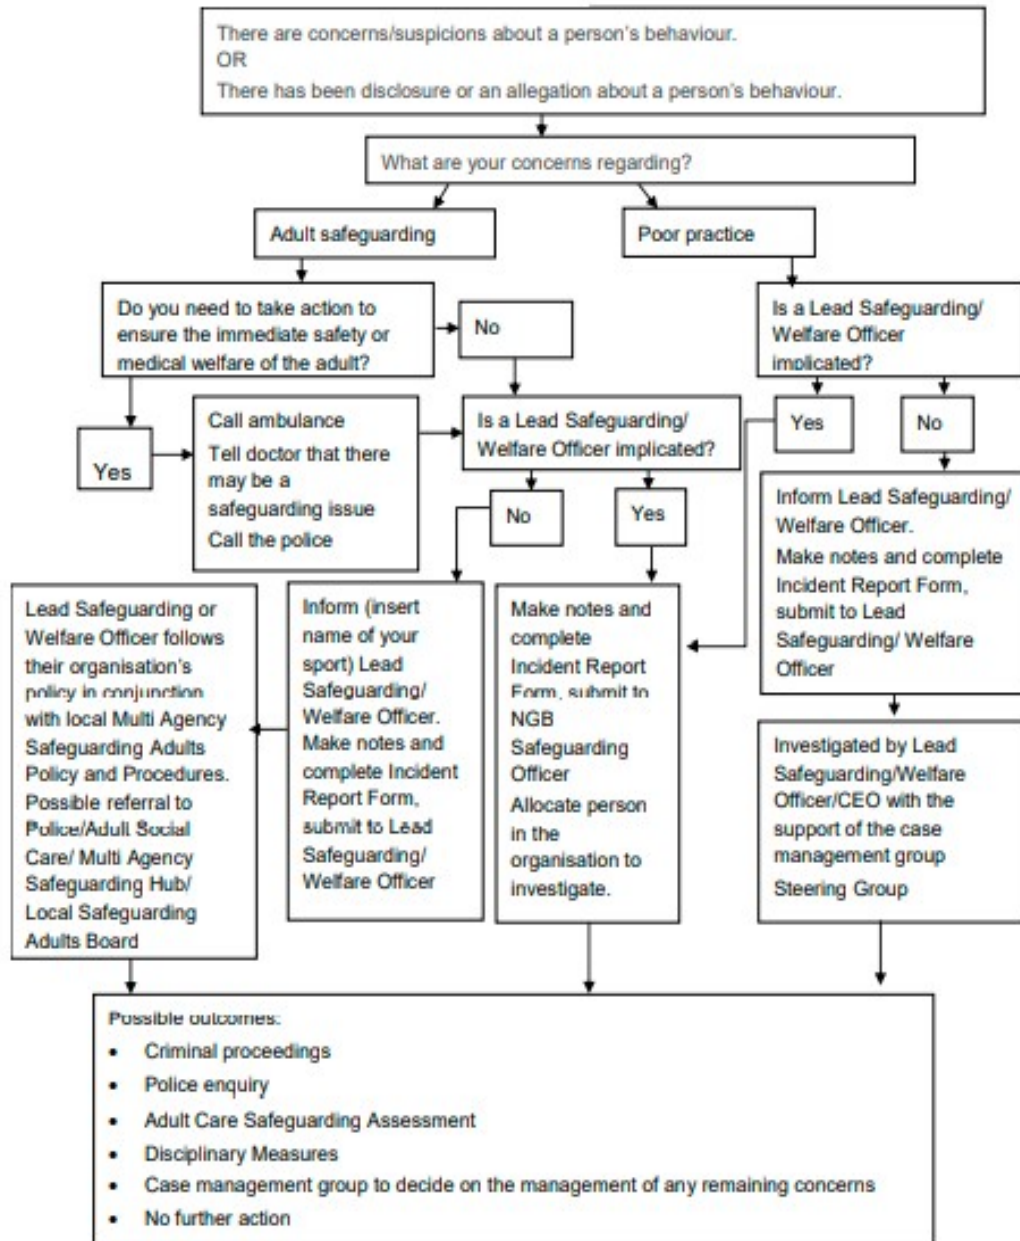 There are concerns/suspicions about a person's behaviour.
OR
There has been disclosure or an allegation about a person's behaviour.
What are your concerns regarding?
Adult safeguarding
Poor practice
Do you need to take action to
ensure the immediate safety or
medical welfare of the adult?
No
Is a Lead Safeguarding/
Welfare Officer
implicated?
Yes
Call ambulance
Tell doctor that there
may be a
safeguarding issue
Call the police
Is a Lead Safeguarding/
Welfare Officer implicated?
Yes
No
No
Yes
Inform Lead Safeguarding/
Welfare Officer.
Make notes and complete
Incident Report Form,
submit to Lead
Safeguarding/ Welfare
Officer
Lead Safeguarding or
Welfare Officer follows
their organisation's
policy in conjunction
with local Multi Agency
Safeguarding Adults
Policy and Procedures.
Possible referral to
Police/Adult Social
Care/ Multi Agency
Safeguarding Hub/
Local Safeguarding
Adults Board
Inform (insert
name of your
sport) Lead
Safeguarding/
Welfare Officer.
Make notes and
complete Incident
Report Form,
submit to Lead
Safeguarding/
Welfare Officer
Make notes and
complete
Incident Report
Form, submit to
NGB
Safeguarding
Officer
Allocate person
in the
organisation to
investigate.
Investigated by Lead
Safeguarding/Welfare
Officer/CEO with the
support of the case
management group
Steering Group
Possible outcomes:
• Criminal proceedings
• Police enquiry
• Adult Care Safeguarding Assessment
• Disciplinary Measures
• Case management group to decide on the management of any remaining concerns
• No further action